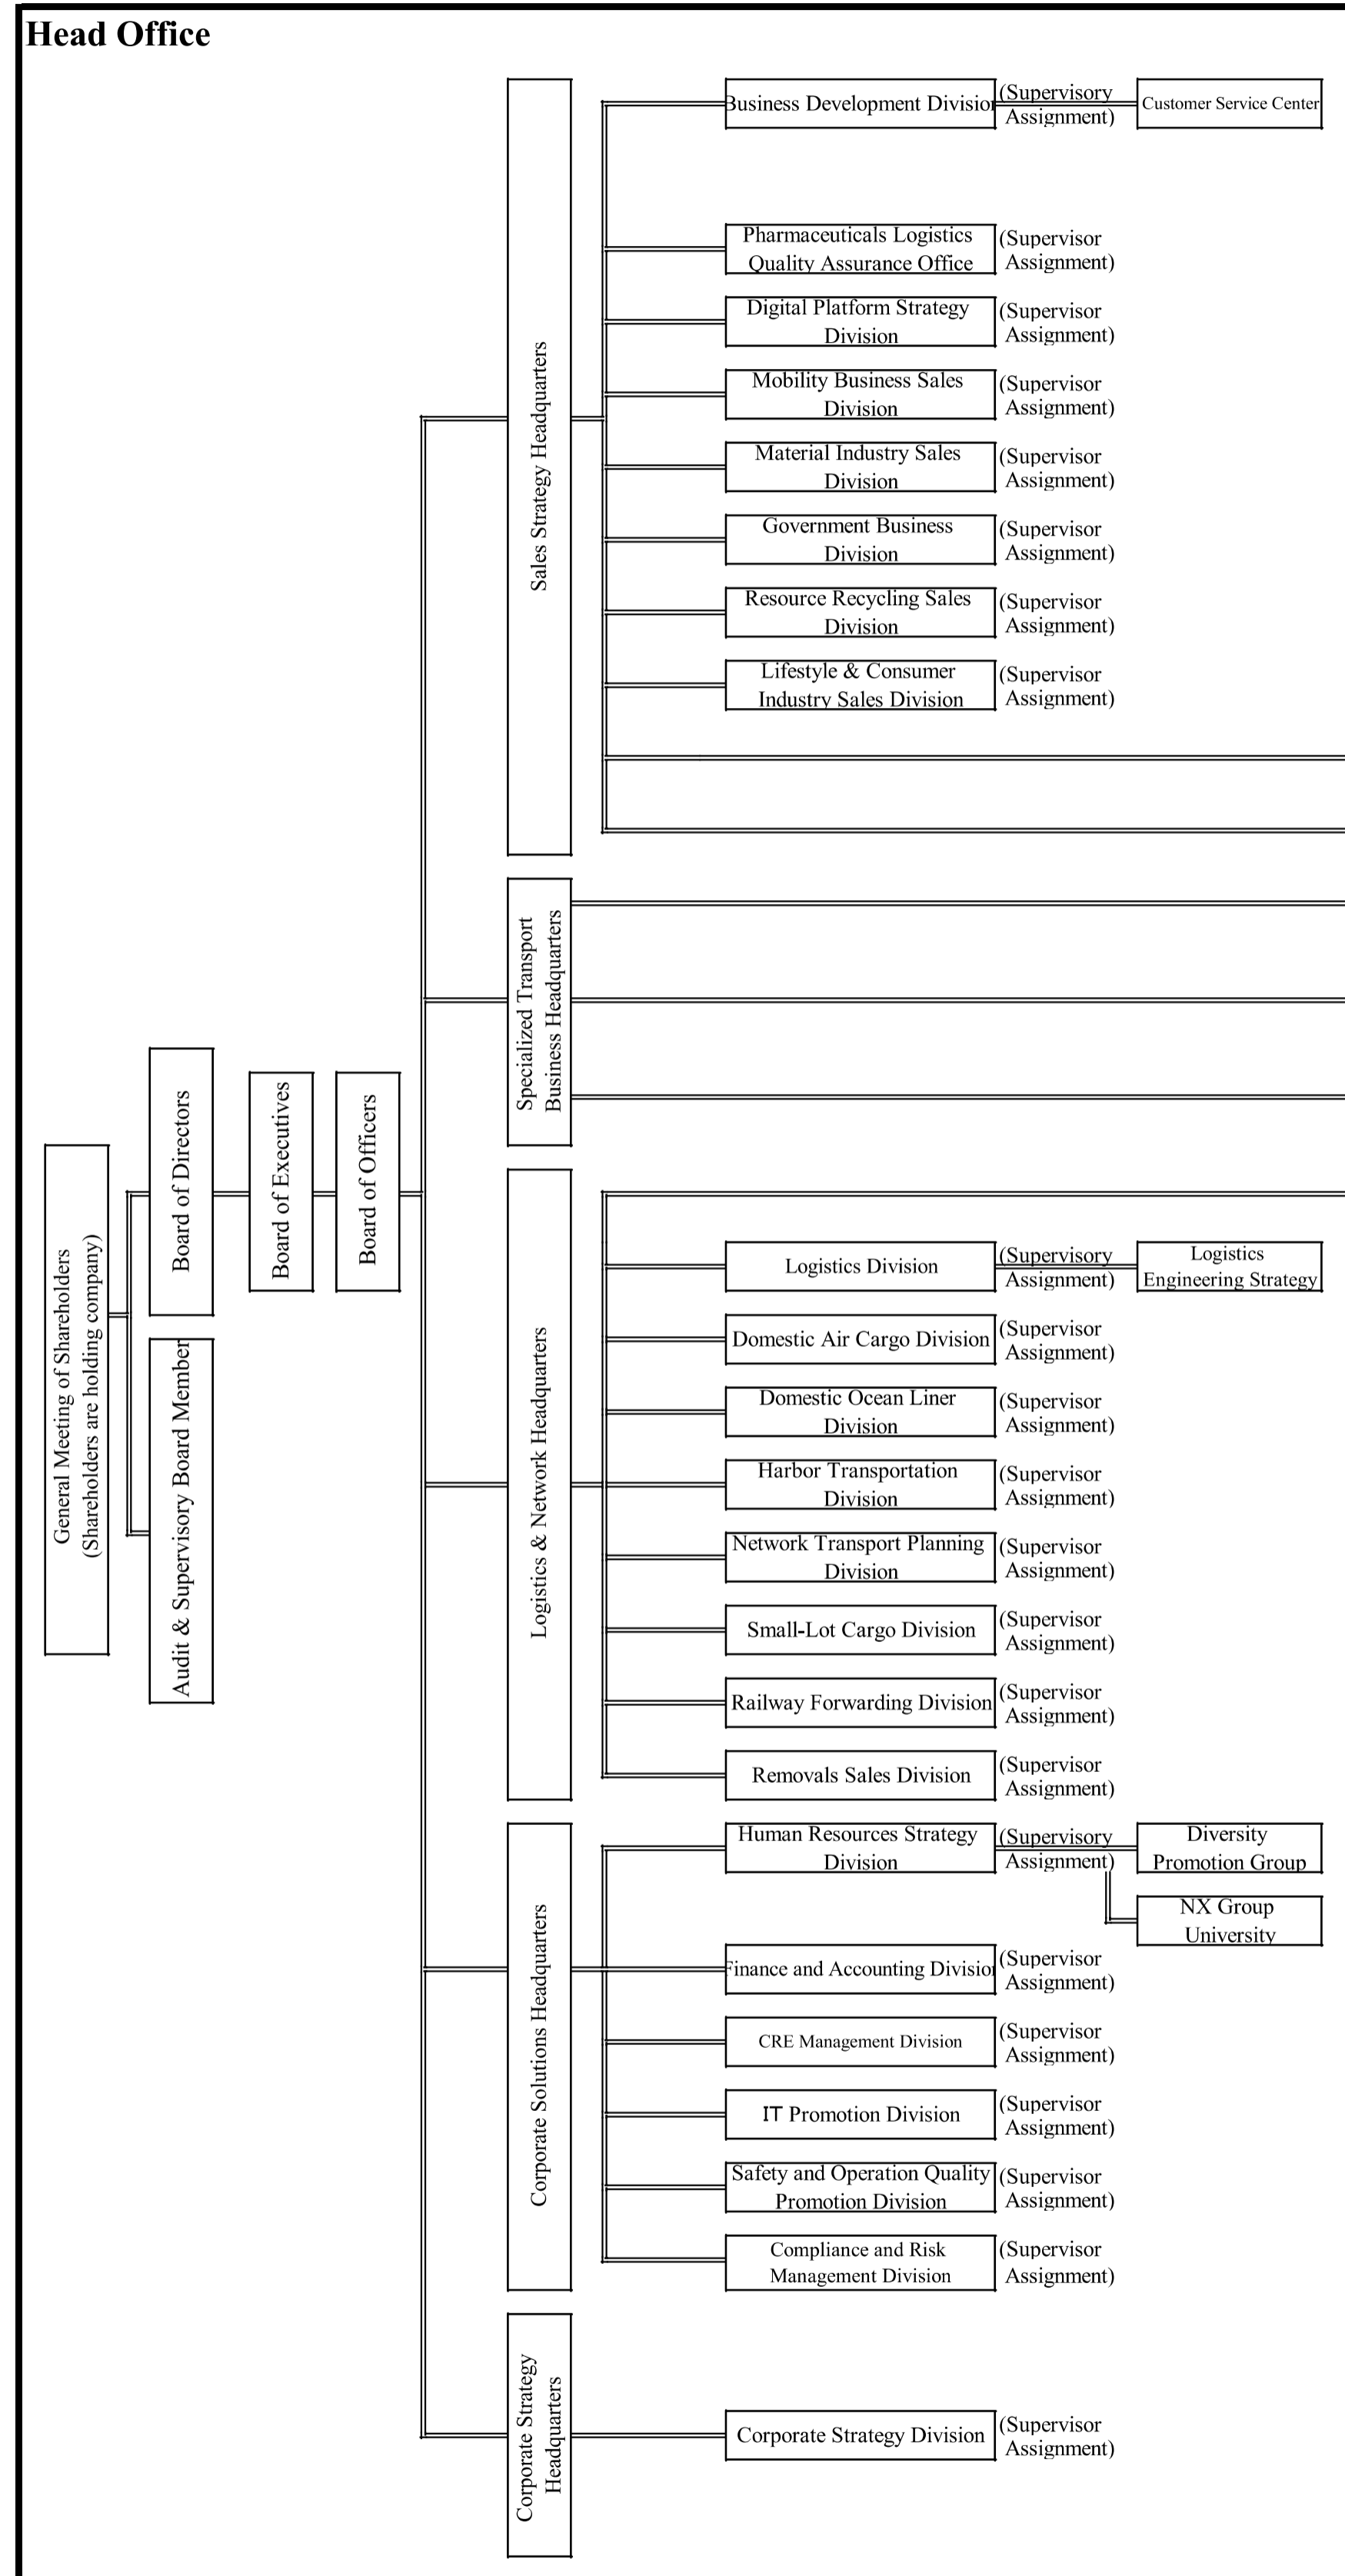 Head Office
General Meeting of Shareholders
(Shareholders are holding company)
Board of Directors
Audit & Supervisory Board Member
Board of Executives
Board of Officers
Sales Strategy Headquarters
Business Development Division
(Supervisory
Assignment)
Customer Service Center
Pharmaceuticals Logistics
Quality Assurance Office
(Supervisor
Assignment)
Digital Platform Strategy
Division
(Supervisor
Assignment)
Mobility Business Sales
Division
(Supervisor
Assignment)
Material Industry Sales
Division
(Supervisor
Assignment)
Government Business
Division
(Supervisor
Assignment)
Resource Recycling Sales
Division
(Supervisor
Assignment)
Lifestyle & Consumer
Industry Sales Division
(Supervisor
Assignment)
Specialized Transport
Business Headquarters
Logistics & Network Headquarters
Logistics Division
(Supervisory
Assignment)
Logistics
Engineering Strategy
Domestic Air Cargo Division
(Supervisor
Assignment)
Domestic Ocean Liner
Division
(Supervisor
Assignment)
Harbor Transportation
Division
(Supervisor
Assignment)
Network Transport Planning
Division
(Supervisor
Assignment)
Small-Lot Cargo Division
(Supervisor
Assignment)
Railway Forwarding Division
(Supervisor
Assignment)
Removals Sales Division
(Supervisor
Assignment)
Corporate Solutions Headquarters
Human Resources Strategy
Division
(Supervisory
Assignment)
Diversity
Promotion Group
NX Group
University
Finance and Accounting Division
(Supervisor
Assignment)
CRE Management Division
(Supervisor
Assignment)
IT Promotion Division
(Supervisor
Assignment)
Safety and Operation Quality
Promotion Division
(Supervisor
Assignment)
Compliance and Risk
Management Division
(Supervisor
Assignment)
Corporate Strategy
Headquarters
Corporate Strategy Division
(Supervisor
Assignment)